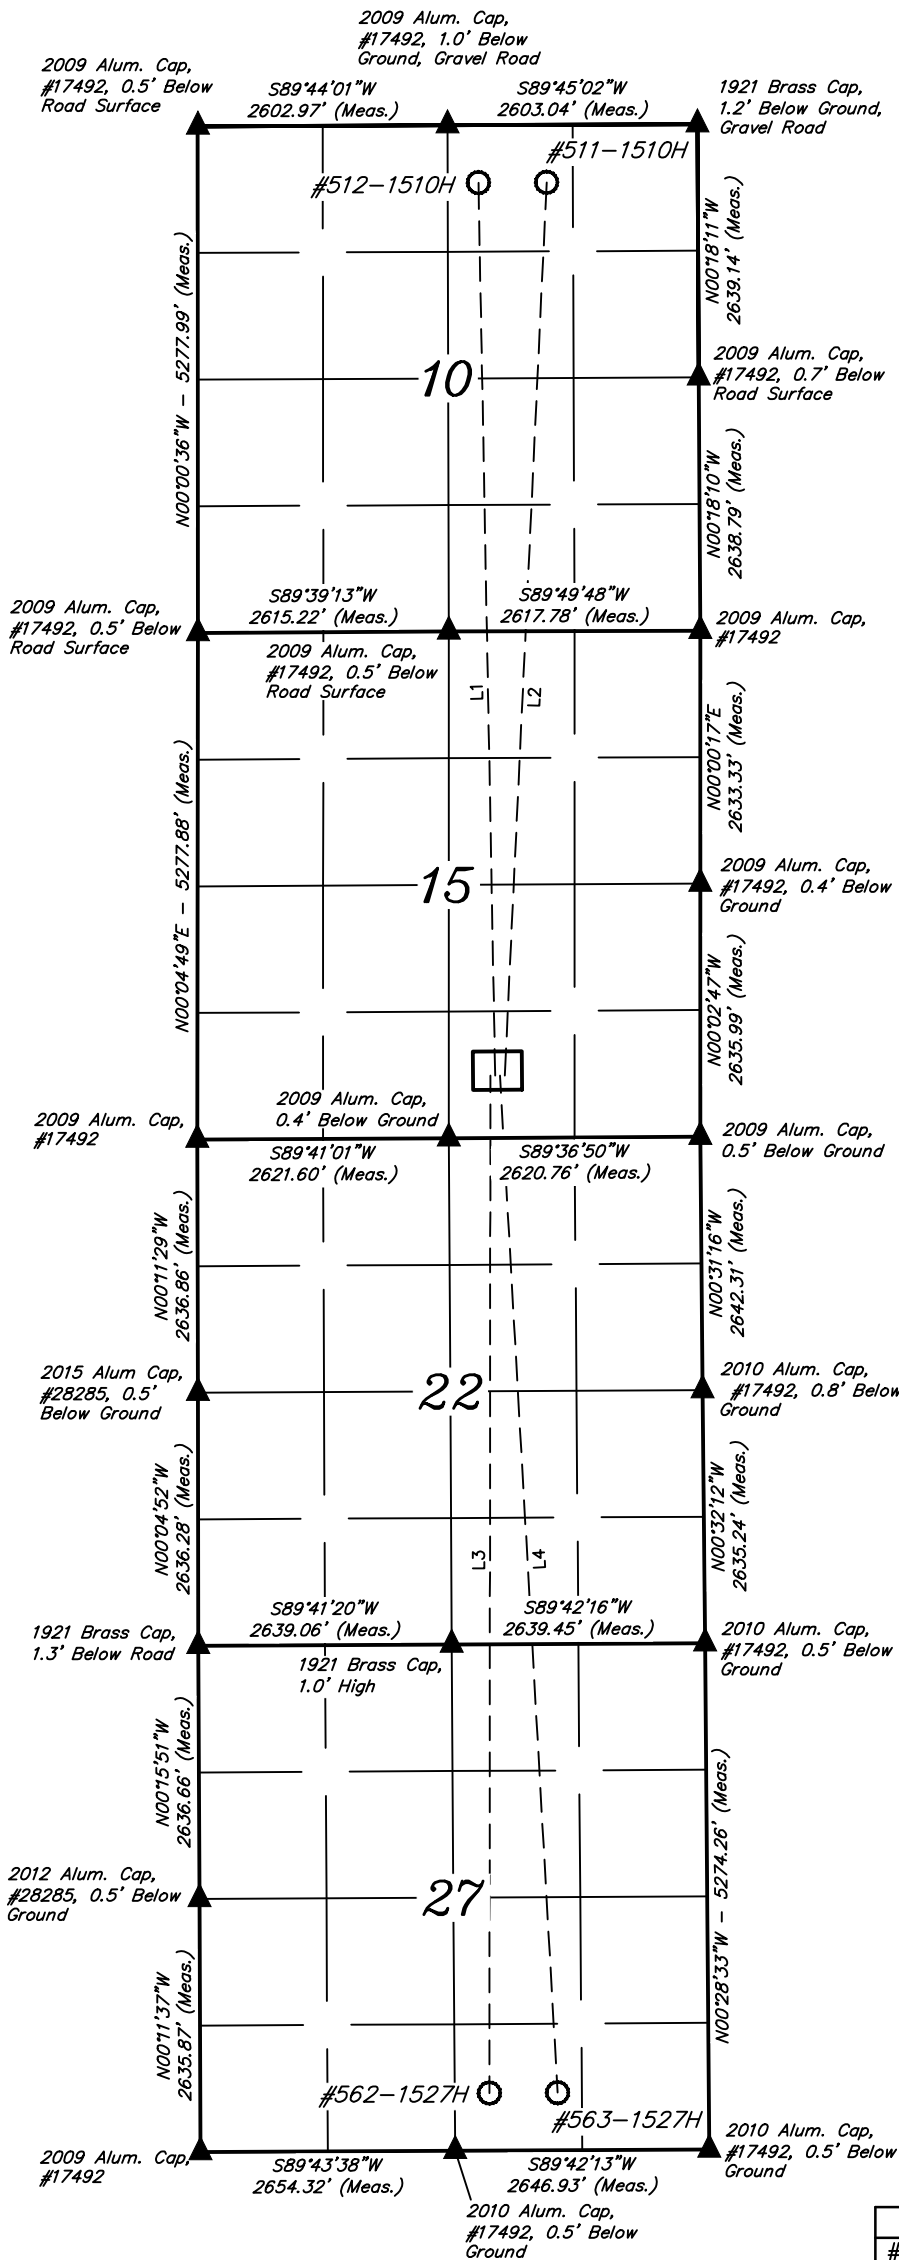 2009 Alum. Cap,
#17492, 1.0' Below
Ground, Gravel Road
2009 Alum. Cap,
#17492, 0.5' Below
Road Surface
S89°44'01"W
2602.97' (Meas.)
S89°45'02"W
2603.04' (Meas.)
1921 Brass Cap,
1.2' Below Ground,
Gravel Road
#511-1510H
#512-1510H
N00°18'11"W
2639.14' (Meas.)
N00°00'36"W - 5277.99' (Meas.)
10
2009 Alum. Cap,
#17492, 0.7' Below
Road Surface
N00°18'10"W
2638.79' (Meas.)
2009 Alum. Cap,
#17492, 0.5' Below
Road Surface
S89°39'13"W
2615.22' (Meas.)
S89°49'48"W
2617.78' (Meas.)
2009 Alum. Cap,
#17492
2009 Alum. Cap,
#17492, 0.5' Below
Road Surface
L1
L2
N00°00'17"E
2633.33' (Meas.)
N00°04'49"E - 5277.88' (Meas.)
15
2009 Alum. Cap,
#17492, 0.4' Below
Ground
N00°02'47"W
2635.99' (Meas.)
2009 Alum. Cap,
#17492
2009 Alum. Cap,
0.4' Below Ground
2009 Alum. Cap,
0.5' Below Ground
S89°41'01"W
2621.60' (Meas.)
S89°36'50"W
2620.76' (Meas.)
N00°11'29"W
2636.86' (Meas.)
N00°31'16"W
2642.31' (Meas.)
2015 Alum Cap,
#28285, 0.5'
Below Ground
22
2010 Alum. Cap,
#17492, 0.8' Below
Ground
N00°04'52"W
2636.28' (Meas.)
L3
L4
N00°32'12"W
2635.24' (Meas.)
1921 Brass Cap,
1.3' Below Road
S89°41'20"W
2639.06' (Meas.)
S89°42'16"W
2639.45' (Meas.)
2010 Alum. Cap,
#17492, 0.5' Below
Ground
1921 Brass Cap,
1.0' High
N00°15'51"W
2636.66' (Meas.)
2012 Alum. Cap,
#28285, 0.5' Below
Ground
27
N00°28'33"W - 5274.26' (Meas.)
N00°11'37"W
2635.87' (Meas.)
#562-1527H
#563-1527H
2009 Alum. Cap,
#17492
S89°43'38"W
2654.32' (Meas.)
S89°42'13"W
2646.93' (Meas.)
2010 Alum. Cap,
#17492, 0.5' Below
Ground
2010 Alum. Cap,
#17492, 0.5' Below
Ground
#